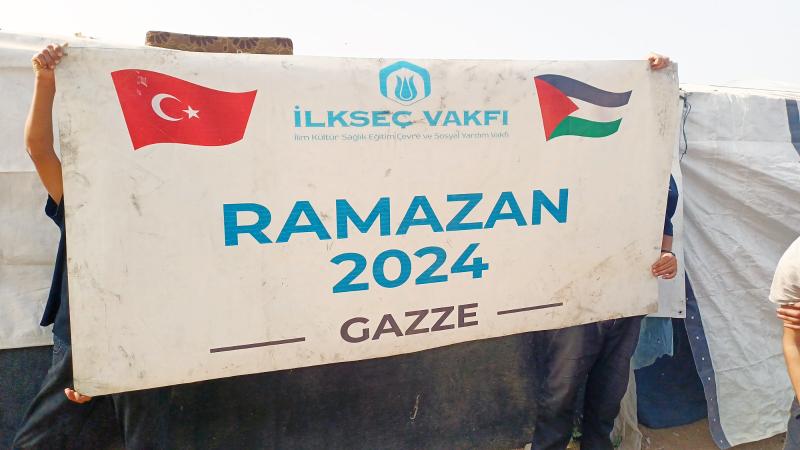 İLKSEÇ VAKFI
İlim Kültür Sağlık Eğitim Çevre ve Sosyal Yardım Vakfı
RAMAZAN
2024
GAZZE